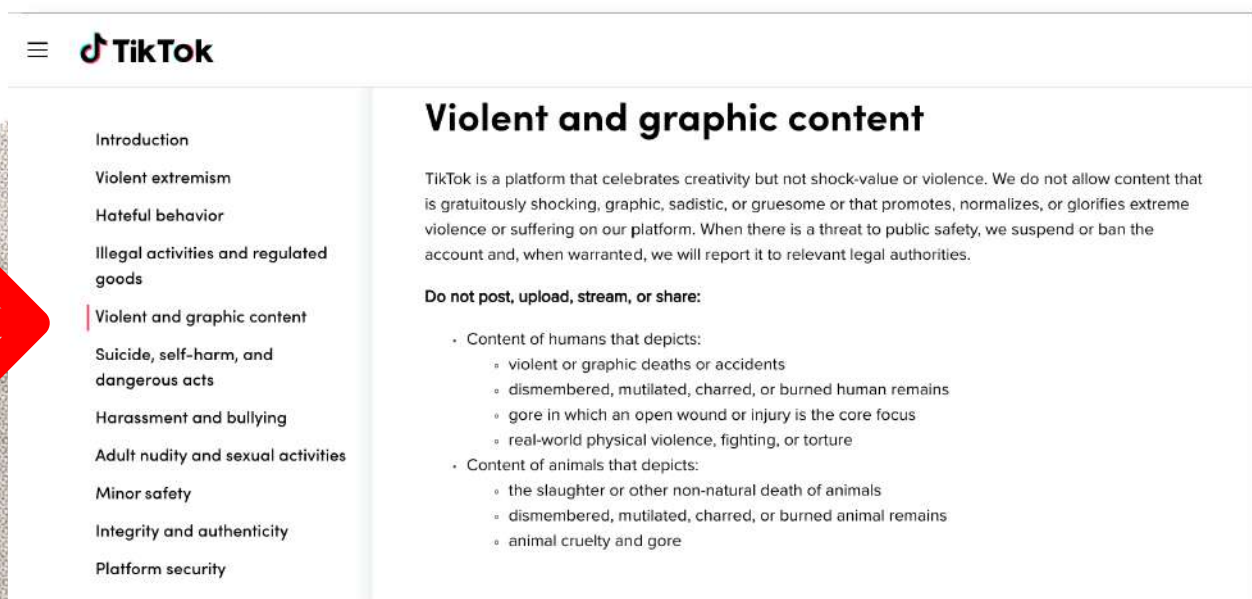 TikTok
Introduction
Violent extremism
Hateful behavior
Illegal activities and regulated
goods
Violent and graphic content
Suicide, self-harm, and
dangerous acts
Harassment and bullying
Adult nudity and sexual activities
Minor safety
Integrity and authenticity
Platform security
Violent and graphic content
TikTok is a platform that celebrates creativity but not shock-value or violence. We do not allow content that
is gratuitously shocking, graphic, sadistic, or gruesome or that promotes, normalizes, or glorifies extreme
violence or suffering on our platform. When there is a threat to public safety, we suspend or ban the
account and, when warranted, we will report it to relevant legal authorities.
Do not post, upload, stream, or share:
• Content of humans that depicts:
◦ violent or graphic deaths or accidents
◦ dismembered, mutilated, charred, or burned human remains
◦ gore in which an open wound or injury is the core focus
◦ real-world physical violence, fighting, or torture
• Content of animals that depicts:
◦ the slaughter or other non-natural death of animals
◦ dismembered, mutilated, charred, or burned animal remains
◦ animal cruelty and gore